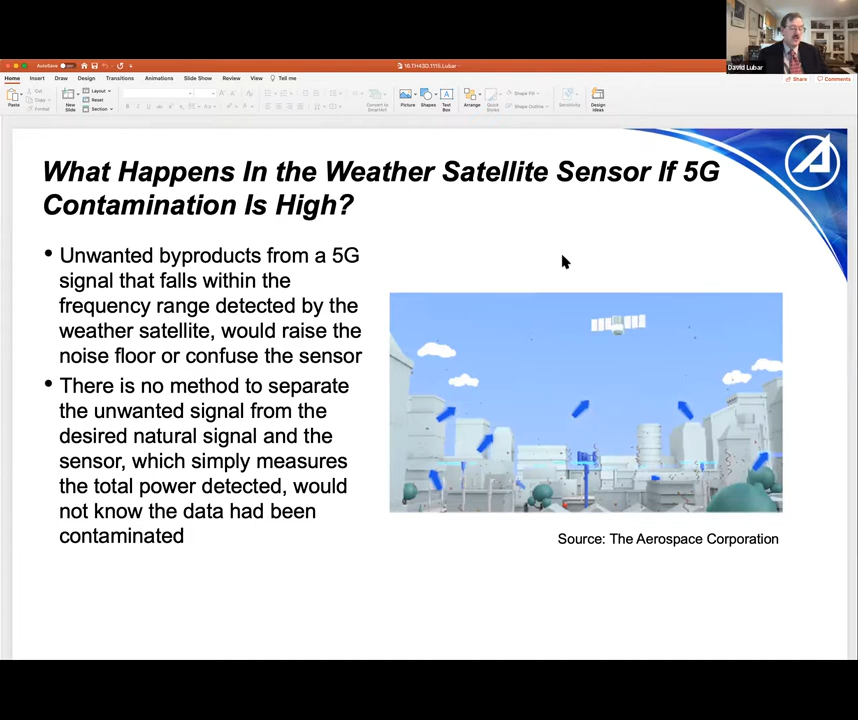 David Lubar
AutoSave
16.TH43D.1115.Lubar
Home Insert Draw Design Transitions Animations Slide Show Review View Tell me
Share Comments
Paste
Cut
Copy
Format
New
Slide
Layout
Reset
Section
Convert to
SmartArt
Picture
Shapes
Text
Box
Arrange
Quick
Styles
Shape Fill
Shape Outline
Sensitivity
Design
Ideas
What Happens In the Weather Satellite Sensor If 5G
Contamination Is High?
• Unwanted byproducts from a 5G
signal that falls within the
frequency range detected by the
weather satellite, would raise the
noise floor or confuse the sensor
• There is no method to separate
the unwanted signal from the
desired natural signal and the
sensor, which simply measures
the total power detected, would
not know the data had been
contaminated
Source: The Aerospace Corporation